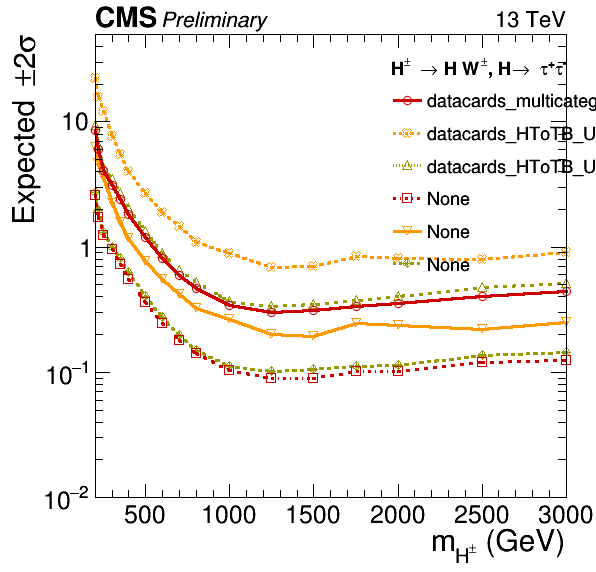 CMS Preliminary 13 TeV
Expected ±2σ
H± → H W±, H→ τ+τ-
datacards_multicateg
datacards_HToTB_U
datacards_HToTB_U
None
None
None
10
1
10−1
10−2
500 1000 1500 2000 2500 3000
mH± (GeV)